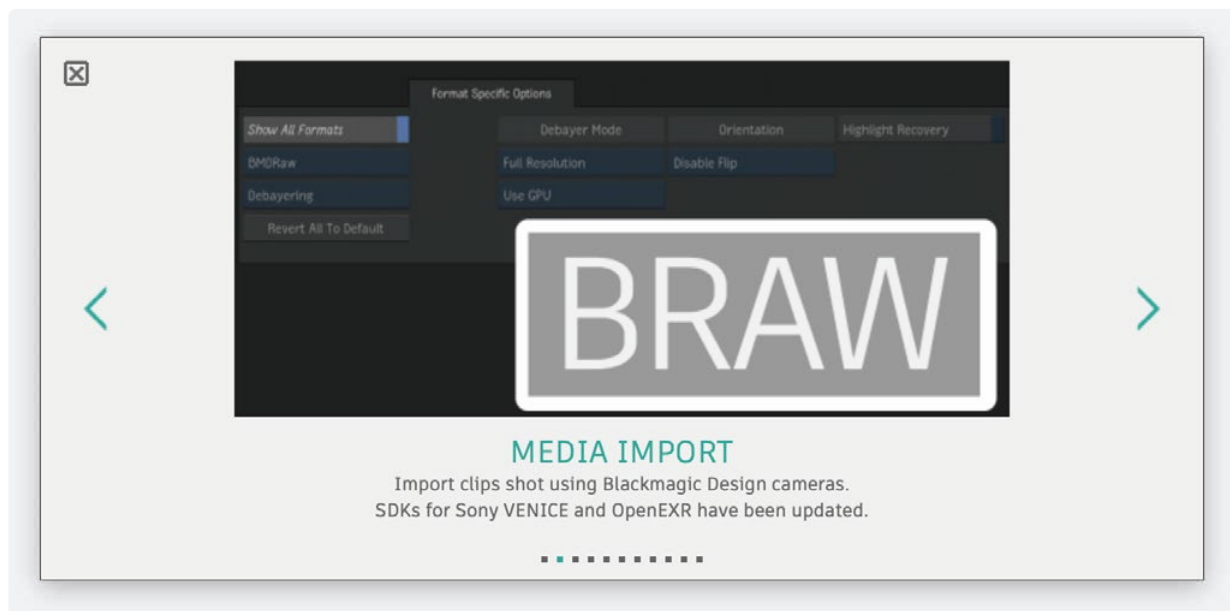 Format Specific Options
Show All Formats
Debayer Mode
Orientation
Highlight Recovery
BMDRaw
Full Resolution
Disable Flip
Debayering
Use GPU
Revert All To Default
BRAW
MEDIA IMPORT
Import clips shot using Blackmagic Design cameras.
SDKs for Sony VENICE and OpenEXR have been updated.